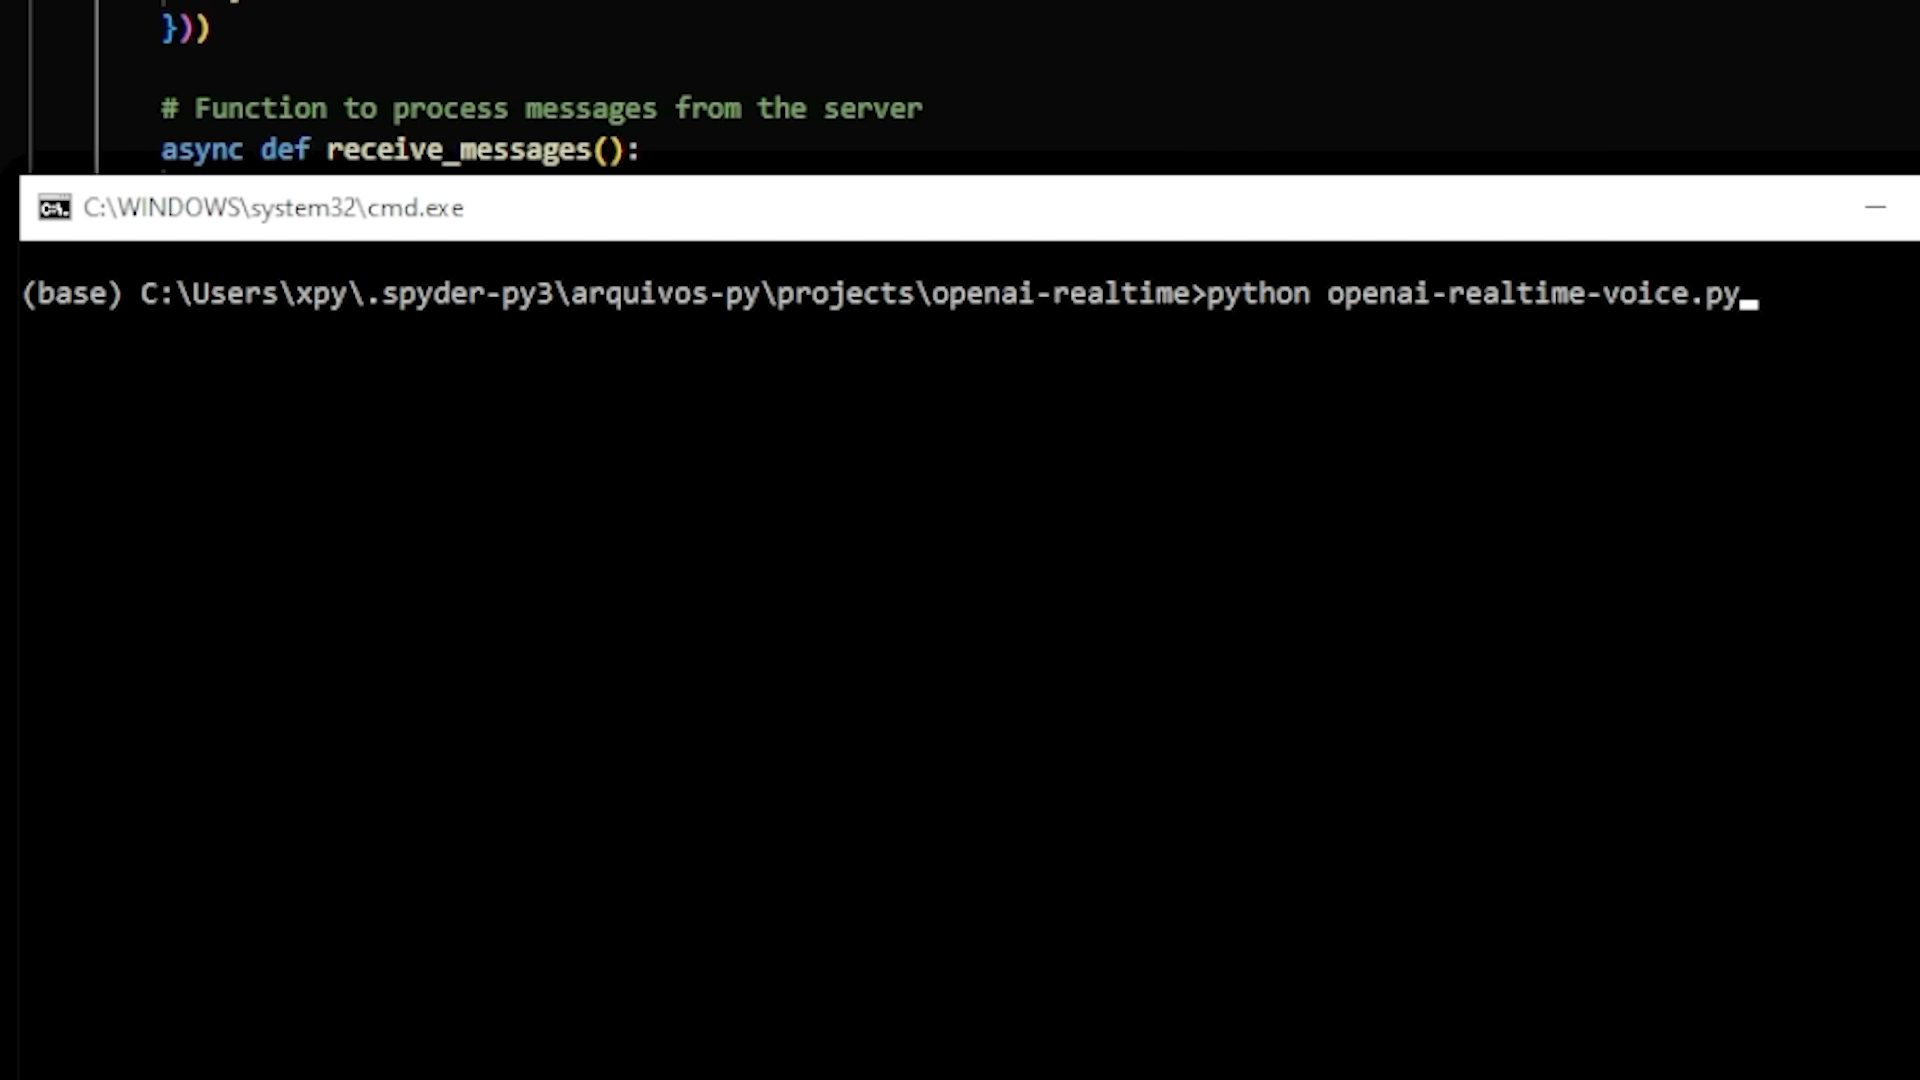 }))
# Function to process messages from the server
async def receive_messages():
C:\WINDOWS\system32\cmd.exe
(base) C:\Users\xpy\.spyder-py3\arquivos-py\projects\openai-realtime>python openai-realtime-voice.py